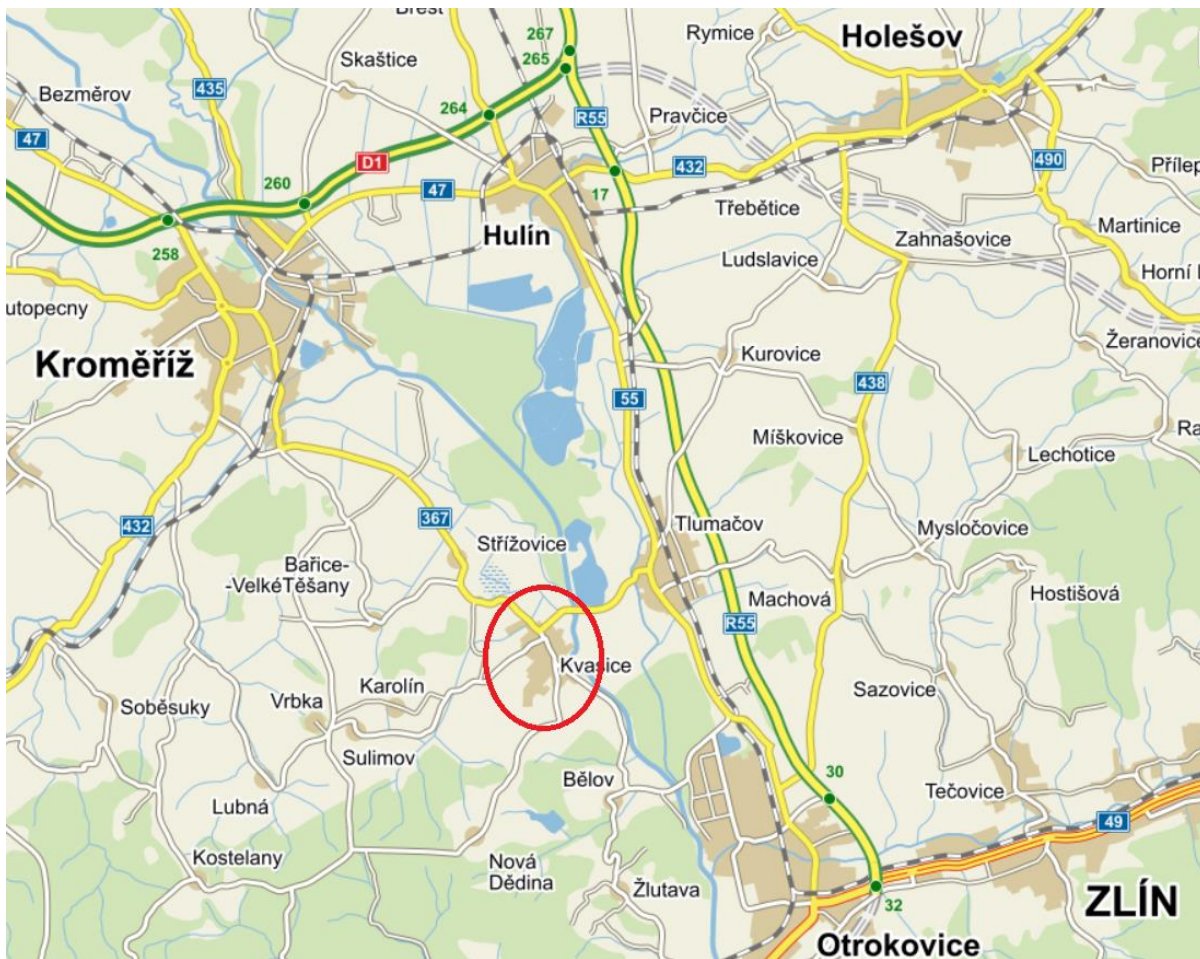 Břest
267
Rymice
Holešov
Skaštice
265
435
Bezměrov
264
R55
Pravčice
47
D1
432
490
260
47
17
Přílep
Třebětice
Martinice
258
Hulín
Zahnašovice
Ludslavice
Horní
utopecny
Žeranovice
Kroměříž
Kurovice
438
55
Míškovice
Ra
Lechotice
432
367
Tlumačov
Mysločovice
Střížovice
Bařice-
-VelkéTěšany
Machová
Hostišová
R55
Kvasice
Karolín
Sazovice
Vrbka
Soběsuky
Sulimov
30
Bělov
Tečovice
Lubná
49
Kostelany
Nová
Dědina
Žlutava
ZLÍN
32
Otrokovice